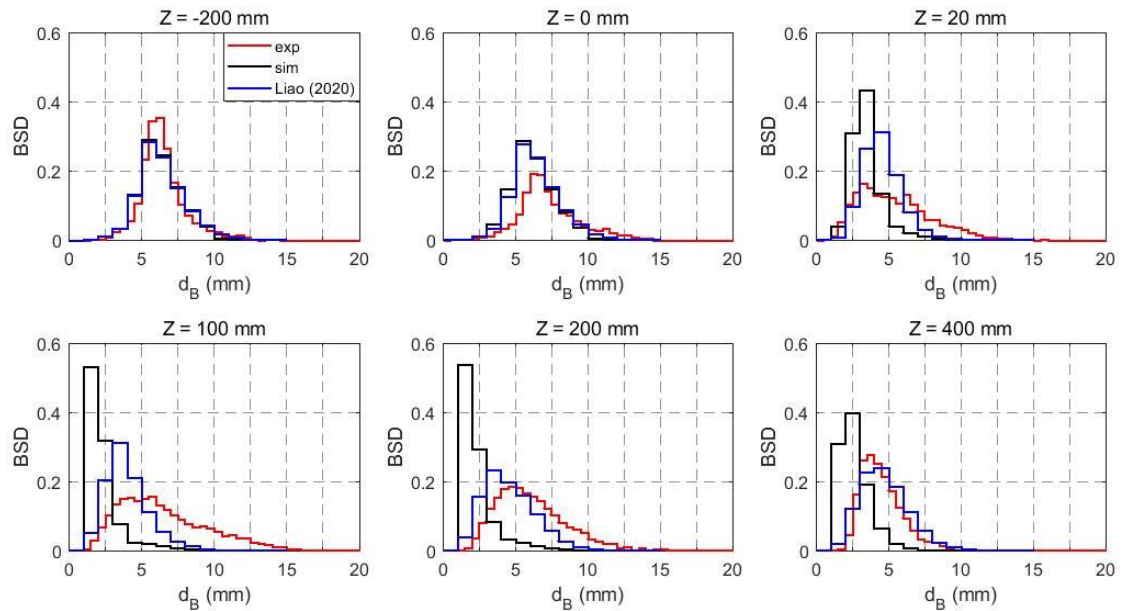 Z = -200 mm
0.6
0.4
0.2
0
BSD
exp
sim
Liao (2020)
0 5 10 15 20
d_B (mm)
Z = 0 mm
0.6
0.4
0.2
0
BSD
0 5 10 15 20
d_B (mm)
Z = 20 mm
0.6
0.4
0.2
0
BSD
0 5 10 15 20
d_B (mm)
Z = 100 mm
0.6
0.4
0.2
0
BSD
0 5 10 15 20
d_B (mm)
Z = 200 mm
0.6
0.4
0.2
0
BSD
0 5 10 15 20
d_B (mm)
Z = 400 mm
0.6
0.4
0.2
0
BSD
0 5 10 15 20
d_B (mm)